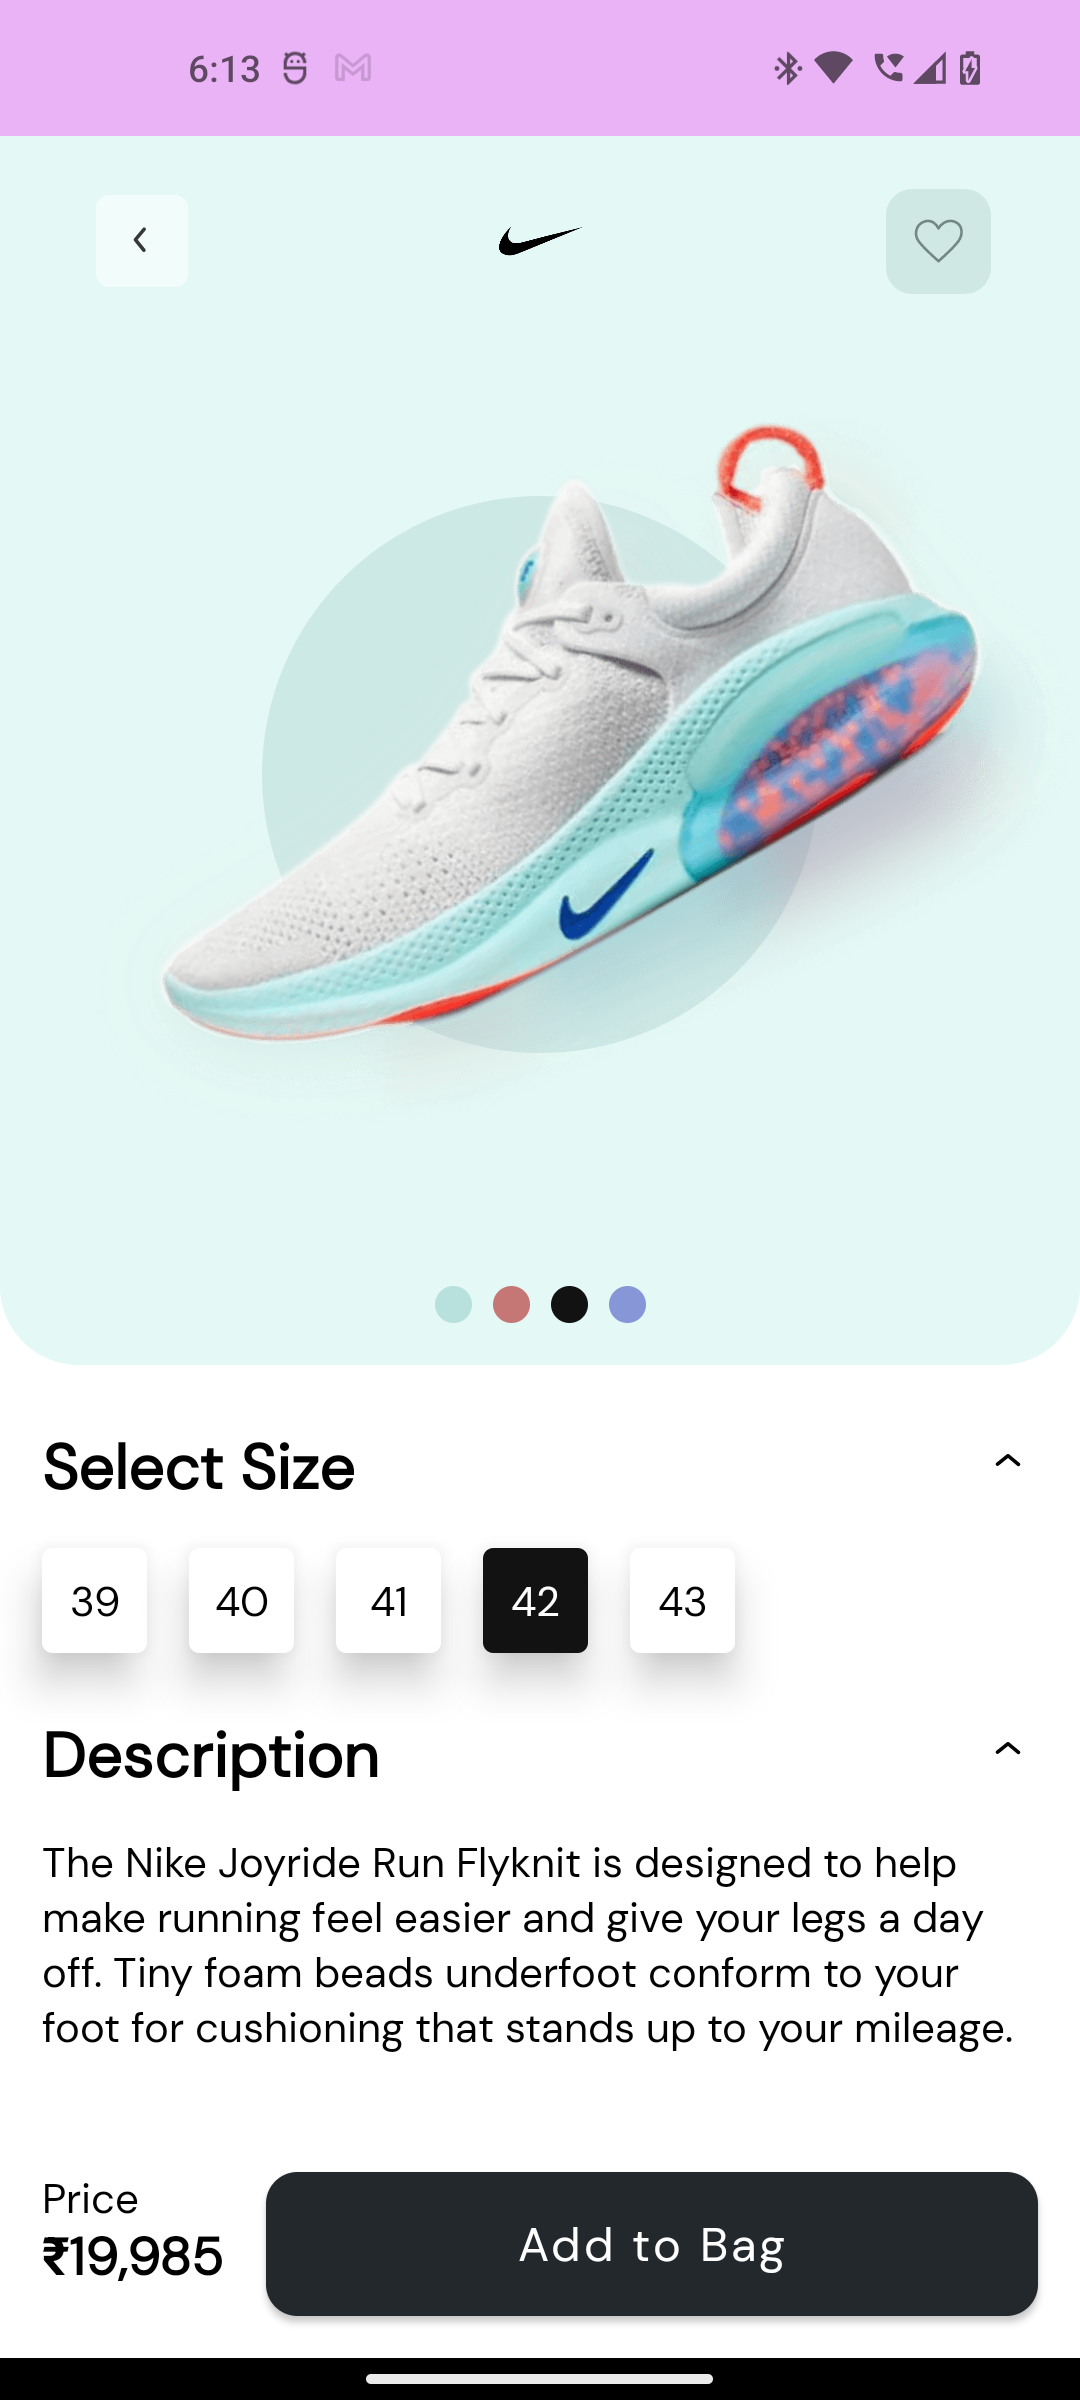 6:13
Select Size
39 40 41 42 43
Description
The Nike Joyride Run Flyknit is designed to help
make running feel easier and give your legs a day
off. Tiny foam beads underfoot conform to your
foot for cushioning that stands up to your mileage.
Price
₹19,985
Add to Bag